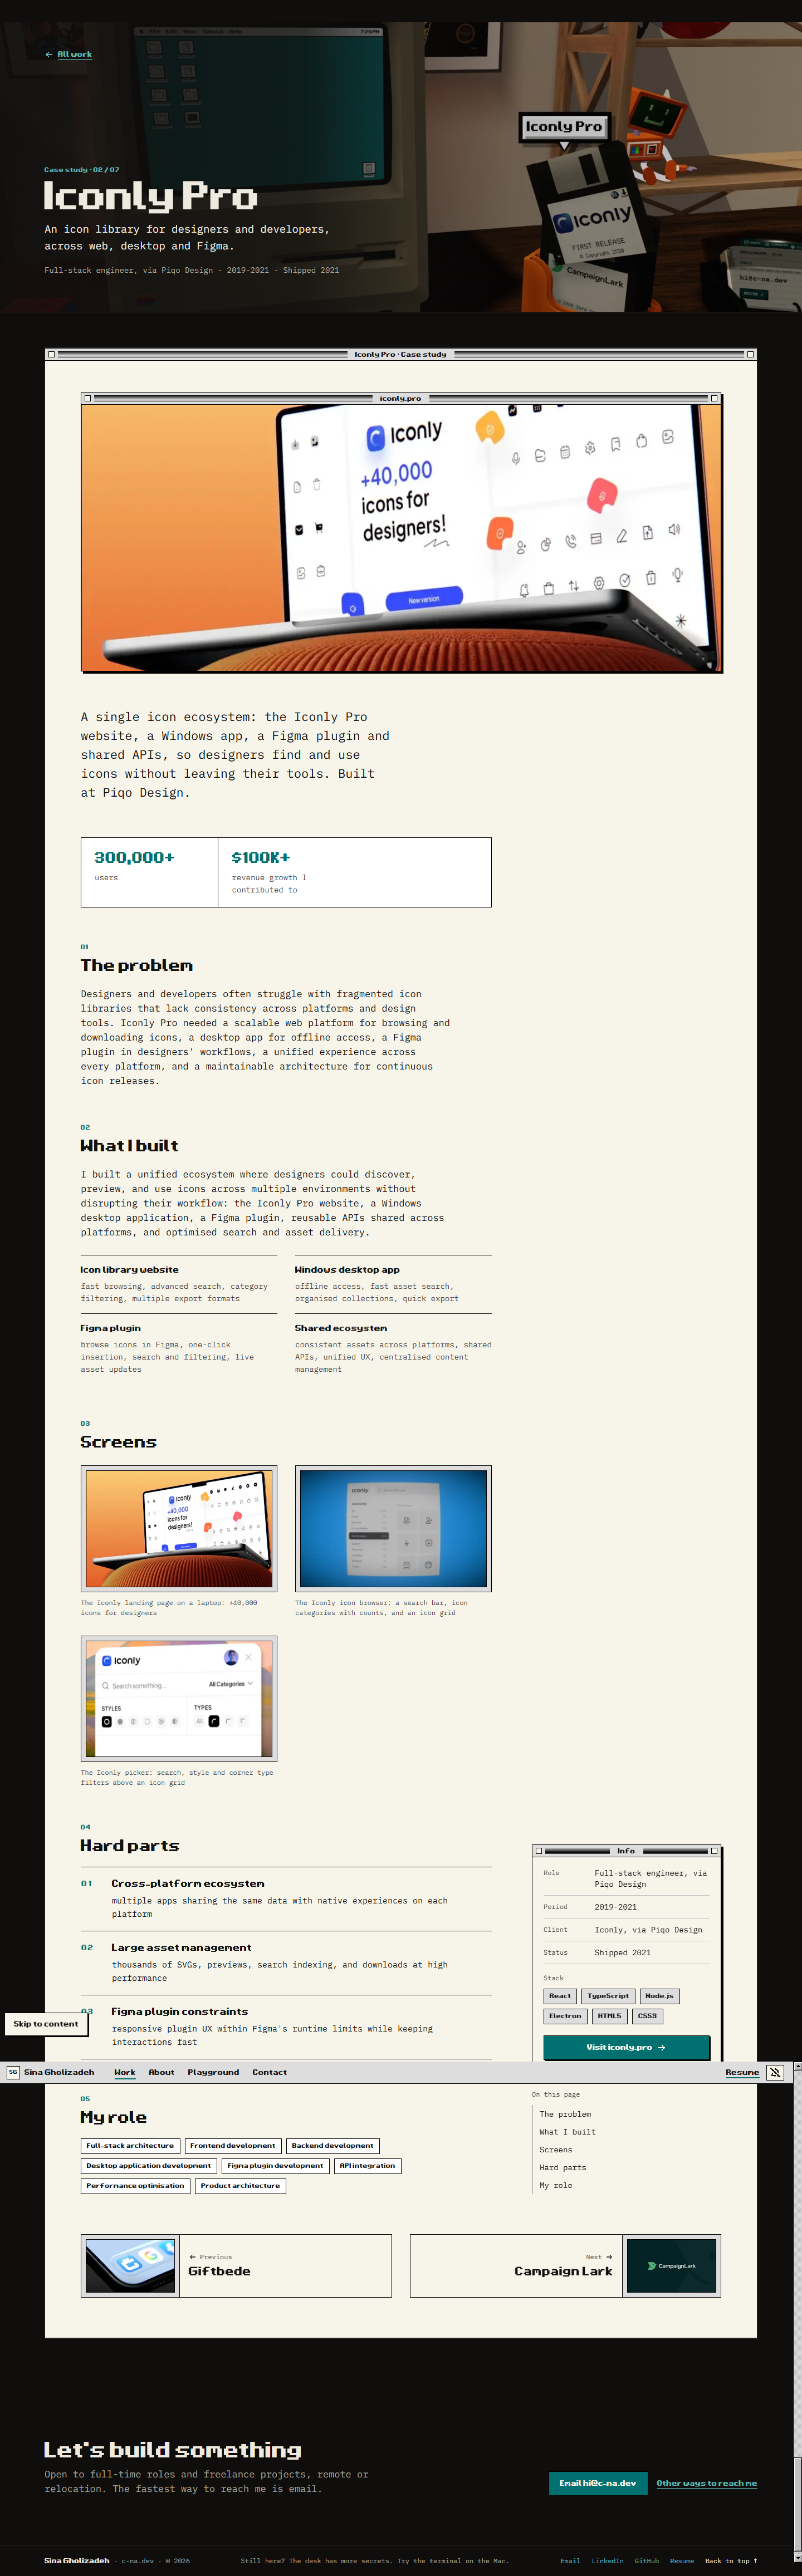 File Edit View Special Help
7:29 PM
← All work
Iconly Pro
ICONLY
FIRST RELEASE
© Copyright 2020
CampaignLark
hi@c-na.dev
Case study · 02 / 07
Iconly Pro
An icon library for designers and developers,
across web, desktop and Figma.
Full-stack engineer, via Piqo Design · 2019-2021 · Shipped 2021
Iconly Pro · Case study
iconly.pro
Iconly
+40,000
icons for
designers!
New version
A single icon ecosystem: the Iconly Pro
website, a Windows app, a Figma plugin and
shared APIs, so designers find and use
icons without leaving their tools. Built
at Piqo Design.
300,000+
users
$100K+
revenue growth I
contributed to
01
The problem
Designers and developers often struggle with fragmented icon
libraries that lack consistency across platforms and design
tools. Iconly Pro needed a scalable web platform for browsing and
downloading icons, a desktop app for offline access, a Figma
plugin in designers' workflows, a unified experience across
every platform, and a maintainable architecture for continuous
icon releases.
02
What I built
I built a unified ecosystem where designers could discover,
preview, and use icons across multiple environments without
disrupting their workflow: the Iconly Pro website, a Windows
desktop application, a Figma plugin, reusable APIs shared across
platforms, and optimised search and asset delivery.
Icon library website
fast browsing, advanced search, category
filtering, multiple export formats
Windows desktop app
offline access, fast asset search,
organised collections, quick export
Figma plugin
browse icons in Figma, one-click
insertion, search and filtering, live
asset updates
Shared ecosystem
consistent assets across platforms, shared
APIs, unified UX, centralised content
management
03
Screens
Iconly
+40,000
icons for
designers!
The Iconly landing page on a laptop: +40,000
icons for designers
iconly
The Iconly icon browser: a search bar, icon
categories with counts, and an icon grid
Iconly
Search something...
All Categories
STYLES
TYPES
All
The Iconly picker: search, style and corner type
filters above an icon grid
04
Hard parts
01
Cross-platform ecosystem
multiple apps sharing the same data with native experiences on each
platform
02
Large asset management
thousands of SVGs, previews, search indexing, and downloads at high
performance
03
Figma plugin constraints
responsive plugin UX within Figma's runtime limits while keeping
interactions fast
Info
Role
Full-stack engineer, via
Piqo Design
Period
2019-2021
Client
Iconly, via Piqo Design
Status
Shipped 2021
Stack
React
TypeScript
Node.js
Electron
HTML5
CSS3
Visit iconly.pro →
Skip to content
SG
Sina Gholizadeh
Work
About
Playground
Contact
Resume
05
My role
Full-stack architecture
Frontend development
Backend development
Desktop application development
Figma plugin development
API integration
Performance optimisation
Product architecture
On this page
The problem
What I built
Screens
Hard parts
My role
← Previous
Giftbede
Next →
Campaign Lark
CampaignLark
Let's build something
Open to full-time roles and freelance projects, remote or
relocation. The fastest way to reach me is email.
Email hi@c-na.dev
Other ways to reach me
Sina Gholizadeh · c-na.dev · © 2026
Still here? The desk has more secrets. Try the terminal on the Mac.
Email
LinkedIn
GitHub
Resume
Back to top ↑